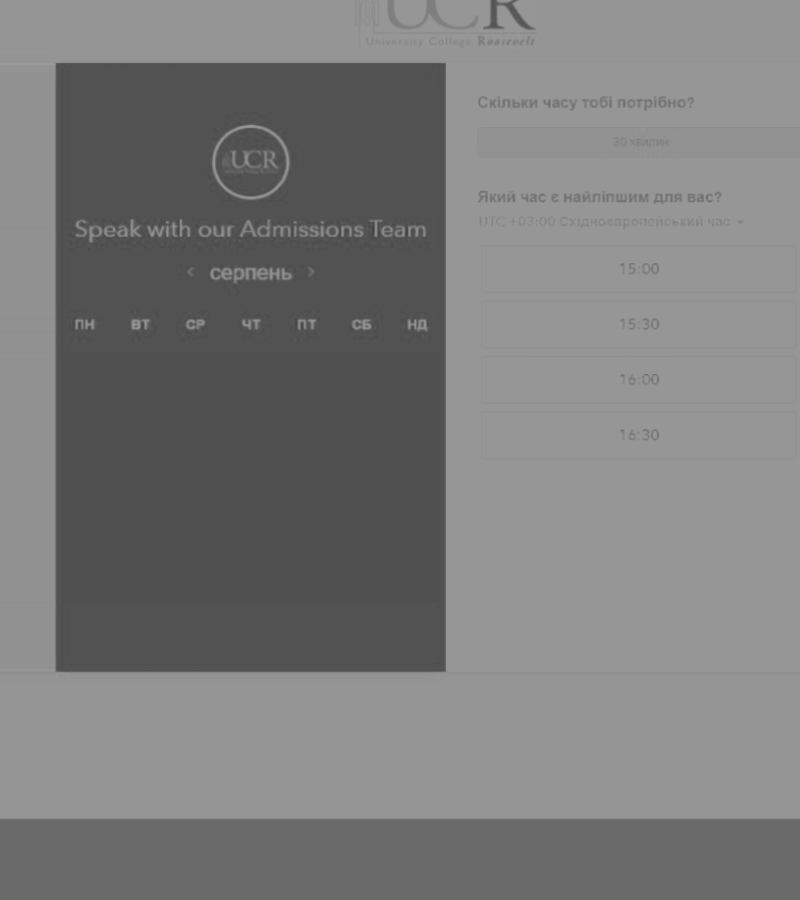 UCR
University College Roosevelt
UCR
Speak with our Admissions Team
‹ серпень ›
ПН ВТ СР ЧТ ПТ СБ НД
Скільки часу тобі потрібно?
30 хвилин
Який час є найліпшим для вас?
UTC +03:00 Східноєвропейський час
15:00
15:30
16:00
16:30